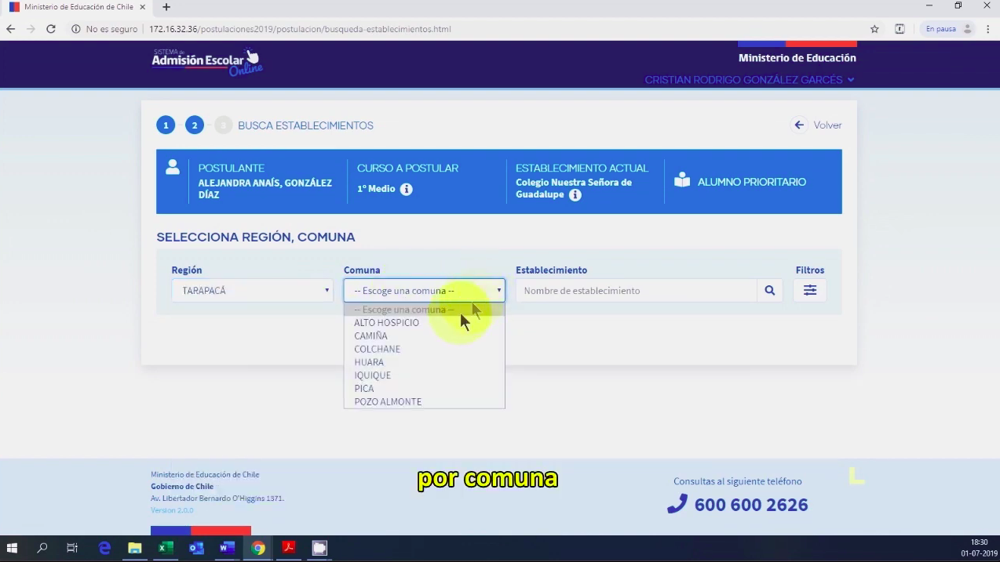 Ministerio de Educación de Chile
No es seguro
172.16.32.36/postulaciones2019/postulacion/busqueda-establecimientos.html
En pausa
SISTEMA de
Admisión Escolar
Online
Ministerio de Educación
CRISTIAN RODRIGO GONZÁLEZ GARCÉS
1 2 3 BUSCA ESTABLECIMIENTOS
Volver
POSTULANTE
ALEJANDRA ANAÍS, GONZÁLEZ
DÍAZ
CURSO A POSTULAR
1º Medio
ESTABLECIMIENTO ACTUAL
Colegio Nuestra Señora de
Guadalupe
ALUMNO PRIORITARIO
SELECCIONA REGIÓN, COMUNA
Región
TARAPACÁ
Comuna
-- Escoge una comuna --
-- Escoge una comuna --
ALTO HOSPICIO
CAMIÑA
COLCHANE
HUARA
IQUIQUE
PICA
POZO ALMONTE
Establecimiento
Nombre de establecimiento
Filtros
Ministerio de Educación de Chile
Gobierno de Chile
Av. Libertador Bernardo O'Higgins 1371.
Version 2.0.0
por comuna
Consultas al siguiente teléfono
600 600 2626
18:30
01-07-2019